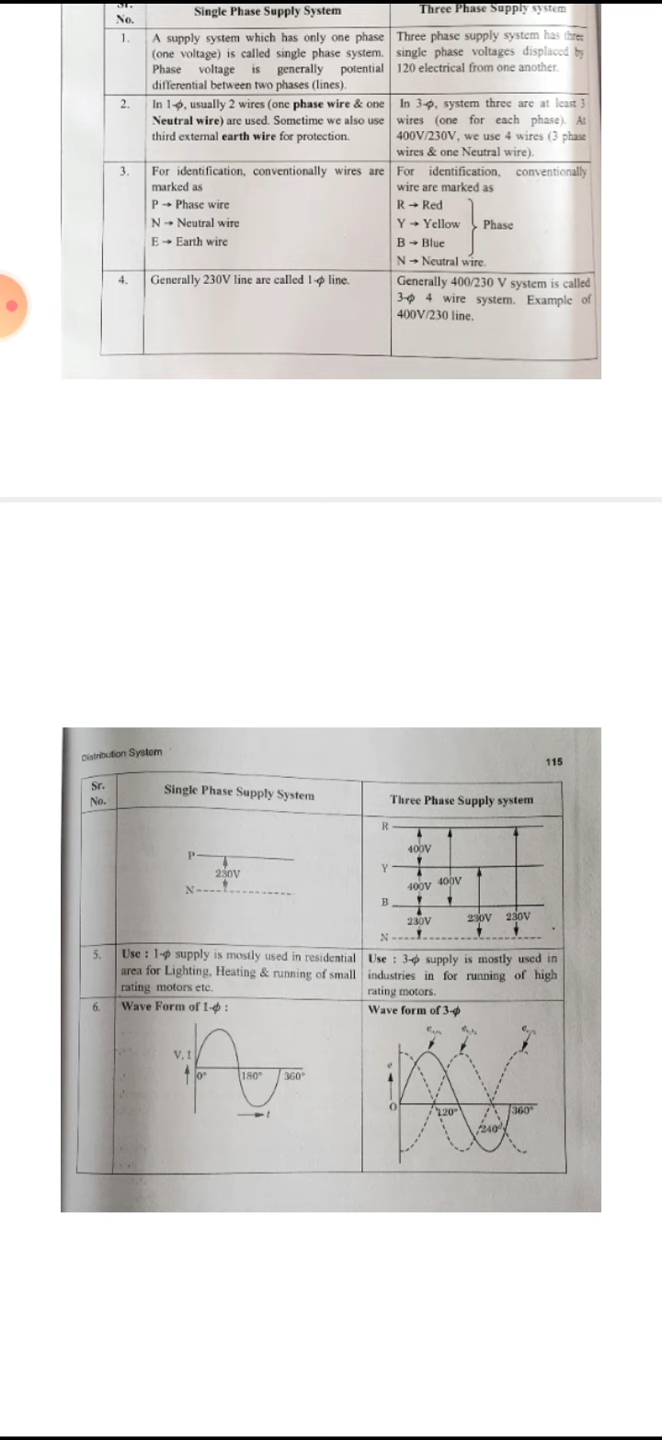 Sr.
No.
Single Phase Supply System
Three Phase Supply system
1.
A supply system which has only one phase
(one voltage) is called single phase system.
Phase voltage is generally potential
differential between two phases (lines).
Three phase supply system has three
single phase voltages displaced by
120 electrical from one another.
2.
In 1-ϕ, usually 2 wires (one phase wire & one
Neutral wire) are used. Sometime we also use
third external earth wire for protection.
In 3-ϕ, system three are at least 3
wires (one for each phase). At
400V/230V, we use 4 wires (3 phase
wires & one Neutral wire).
3.
For identification, conventionally wires are
marked as
P → Phase wire
N → Neutral wire
E → Earth wire
For identification, conventionally
wire are marked as
R → Red
Y → Yellow
Phase
B → Blue
N → Neutral wire.
4.
Generally 230V line are called 1-ϕ line.
Generally 400/230 V system is called
3-ϕ 4 wire system. Example of
400V/230 line.
Distribution System
115
Sr.
No.
Single Phase Supply System
Three Phase Supply system
P
230V
N
R
400V
Y
400V 400V
B
230V 230V 230V
N
5.
Use : 1-ϕ supply is mostly used in residential
area for Lighting, Heating & running of small
rating motors etc.
Use : 3-ϕ supply is mostly used in
industries in for running of high
rating motors.
6.
Wave Form of 1-ϕ :
V, I
0° 180° 360°
t
Wave form of 3-ϕ
e
O
120° 360°
240°